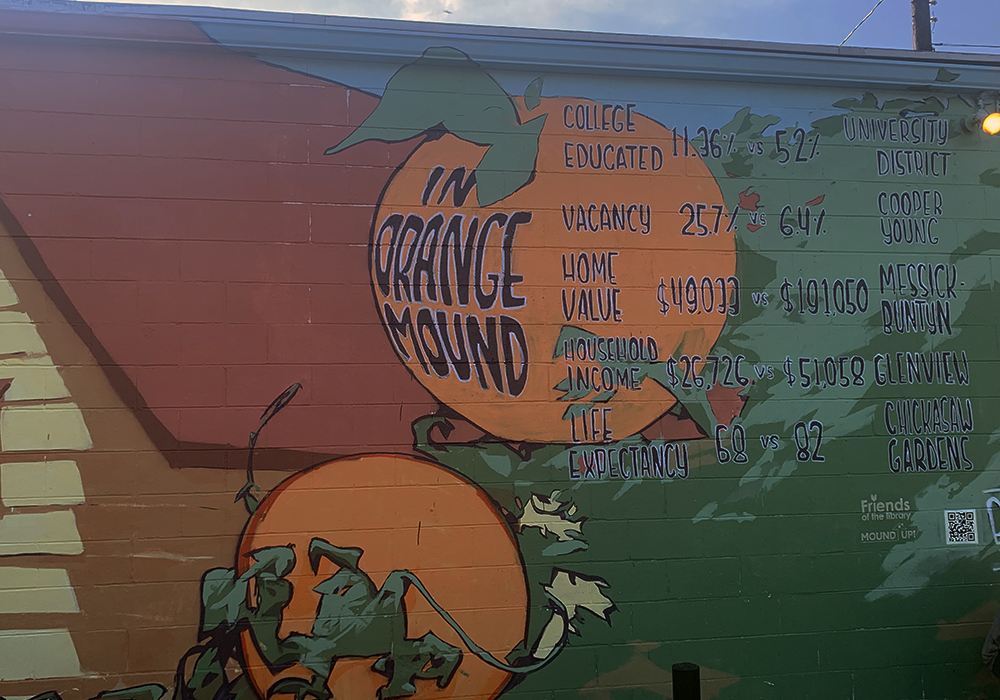 IN
ORANGE
MOUND
COLLEGE
EDUCATED 11.36% vs 52% UNIVERSITY
DISTRICT
VACANCY 25.7% vs 6.4% COOPER
YOUNG
HOME
VALUE $49,033 vs $191,050 MESSICK-
BUNTYN
HOUSEHOLD
INCOME $26,726 vs $51,058 GLENVIEW
LIFE
EXPECTANCY 68 vs 82 CHICKASAW
GARDENS
Friends
of the library
MOUND UP!